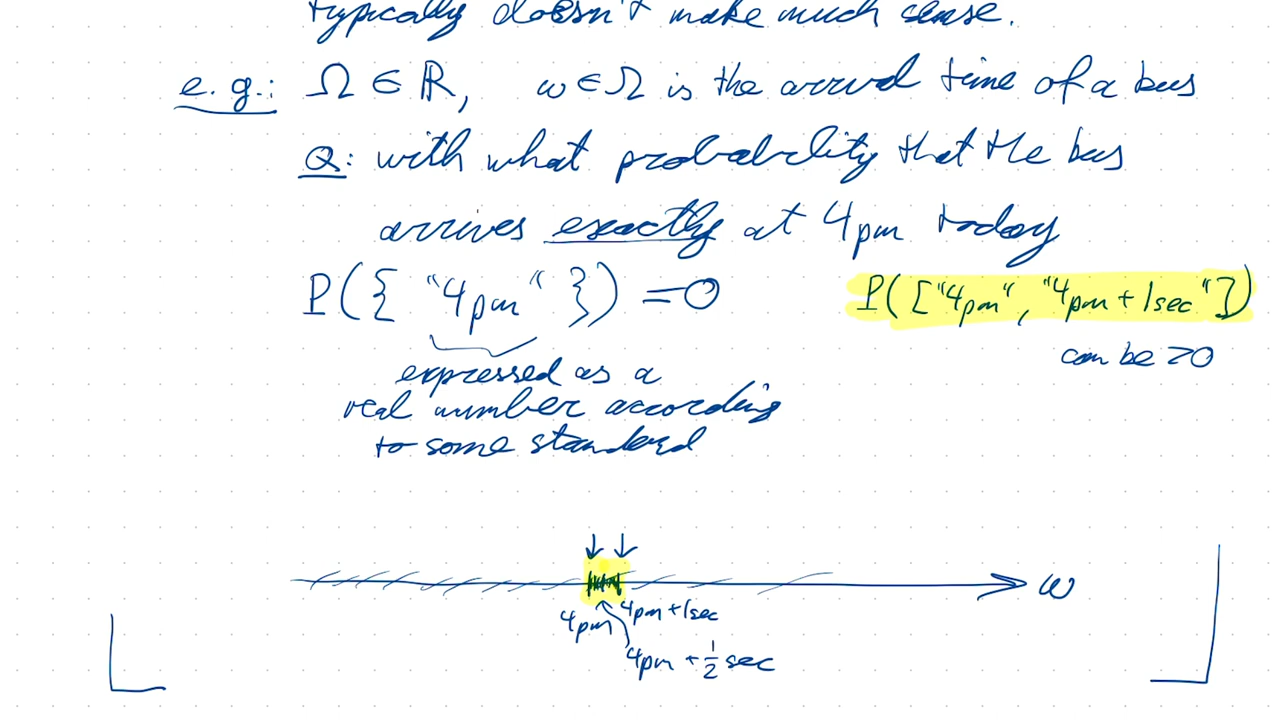 typically doesn't make much sense.
e.g.: Ω ∈ ℝ, ω ∈ Ω is the arrival time of a bus
Q: with what probability that the bus
arrives exactly at 4pm today
P({ "4pm" }) = 0 P(["4pm", "4pm + 1sec"])
can be >0
expressed as a
real number according
to some standard
ω
4pm 4pm + 1sec
4pm + 1/2 sec